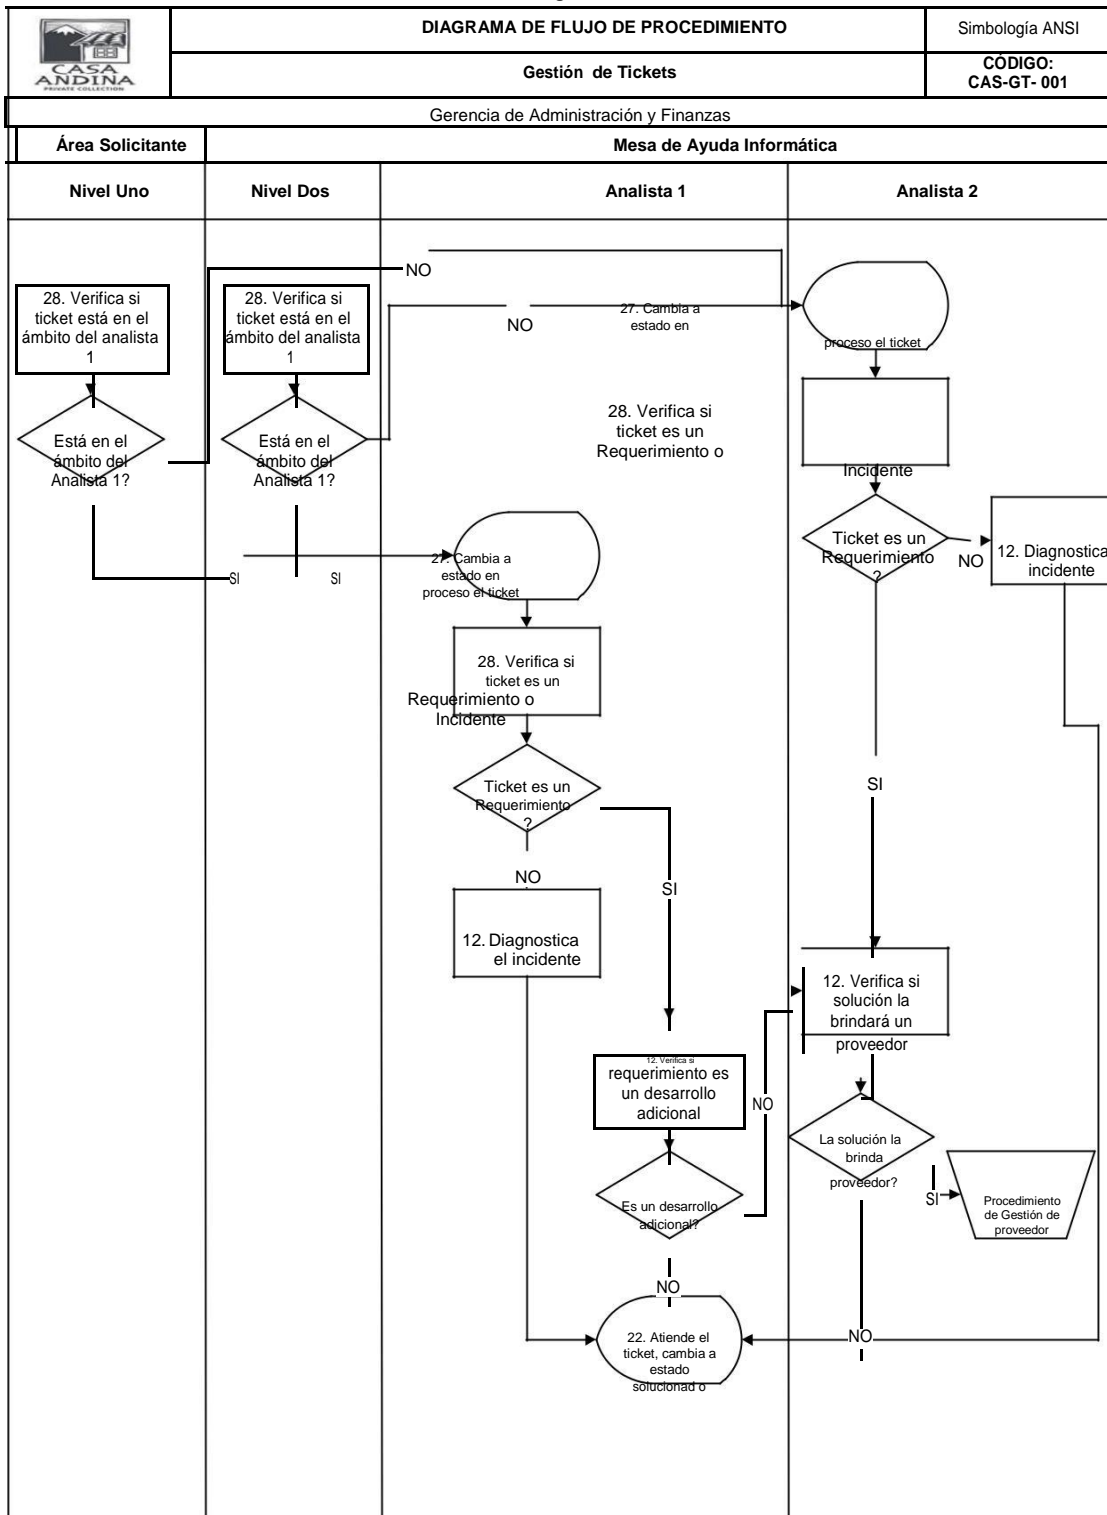 DIAGRAMA DE FLUJO DE PROCEDIMIENTO
Simbología ANSI
CASA
ANDINA
PRIVATE COLLECTION
Gestión de Tickets
CÓDIGO:
CAS-GT- 001
Gerencia de Administración y Finanzas
Área Solicitante
Mesa de Ayuda Informática
Nivel Uno
Nivel Dos
Analista 1
Analista 2
28. Verifica si
ticket está en el
ámbito del analista
1
Está en el
ámbito del
Analista 1?
28. Verifica si
ticket está en el
ámbito del analista
1
Está en el
ámbito del
Analista 1?
NO
NO
SI
SI
27. Cambia a
estado en
proceso el ticket
28. Verifica si
ticket es un
Requerimiento o
Incidente
Ticket es un
Requerimiento
?
NO
12. Diagnostica
incidente
SI
27. Cambia a
estado en
proceso el ticket
28. Verifica si
ticket es un
Requerimiento o
Incidente
Ticket es un
Requerimiento
?
NO
SI
12. Diagnostica
el incidente
12. Verifica si
requerimiento es
un desarrollo
adicional
NO
Es un desarrollo
adicional?
NO
12. Verifica si
solución la
brindará un
proveedor
La solución la
brinda
proveedor?
SI
Procedimiento
de Gestión de
proveedor
NO
22. Atiende el
ticket, cambia a
estado
solucionad o